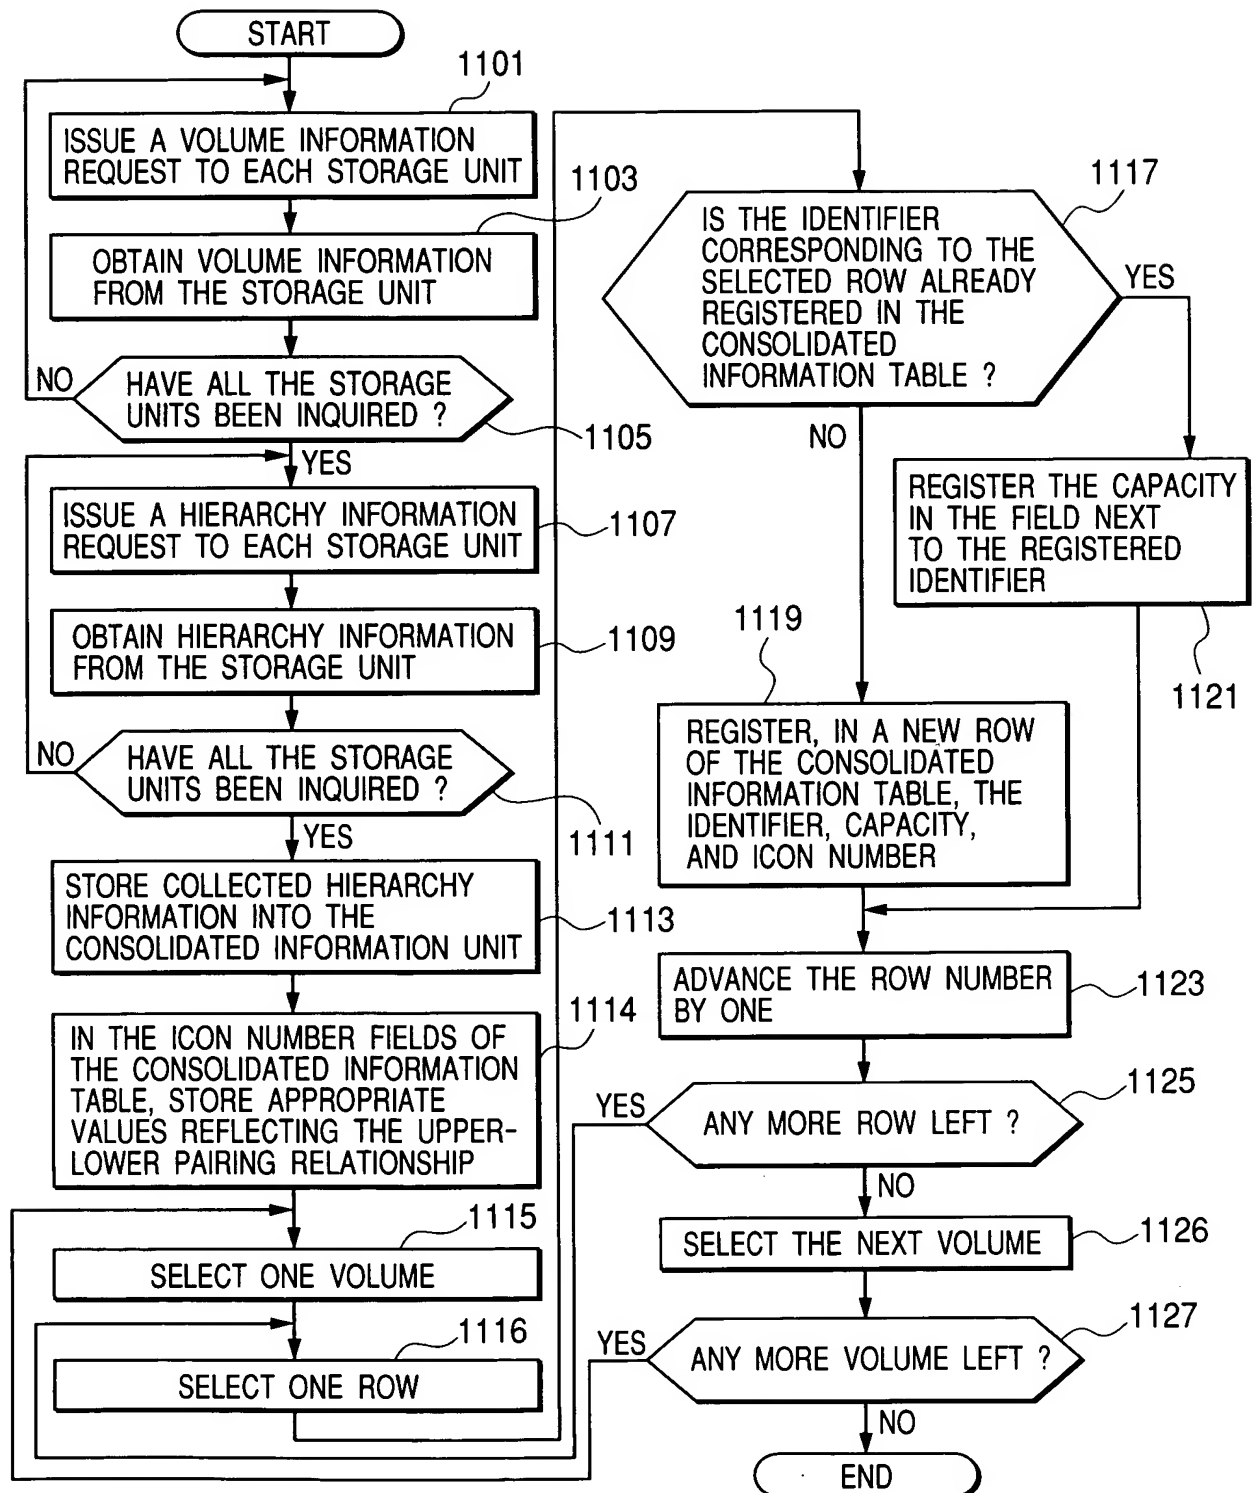 START
1101
ISSUE A VOLUME INFORMATION
REQUEST TO EACH STORAGE UNIT
1103
OBTAIN VOLUME INFORMATION
FROM THE STORAGE UNIT
NO
HAVE ALL THE STORAGE
UNITS BEEN INQUIRED ?
1105
YES
ISSUE A HIERARCHY INFORMATION
REQUEST TO EACH STORAGE UNIT
1107
OBTAIN HIERARCHY INFORMATION
FROM THE STORAGE UNIT
1109
NO
HAVE ALL THE STORAGE
UNITS BEEN INQUIRED ?
1111
YES
STORE COLLECTED HIERARCHY
INFORMATION INTO THE
CONSOLIDATED INFORMATION UNIT
1113
1114
IN THE ICON NUMBER FIELDS OF
THE CONSOLIDATED INFORMATION
TABLE, STORE APPROPRIATE
VALUES REFLECTING THE UPPER-
LOWER PAIRING RELATIONSHIP
1115
SELECT ONE VOLUME
1116
SELECT ONE ROW
1117
IS THE IDENTIFIER
CORRESPONDING TO THE
SELECTED ROW ALREADY
REGISTERED IN THE
CONSOLIDATED
INFORMATION TABLE ?
YES
NO
REGISTER THE CAPACITY
IN THE FIELD NEXT
TO THE REGISTERED
IDENTIFIER
1121
1119
REGISTER, IN A NEW ROW
OF THE CONSOLIDATED
INFORMATION TABLE, THE
IDENTIFIER, CAPACITY,
AND ICON NUMBER
ADVANCE THE ROW NUMBER
BY ONE
1123
1125
YES
ANY MORE ROW LEFT ?
NO
SELECT THE NEXT VOLUME
1126
1127
YES
ANY MORE VOLUME LEFT ?
NO
END